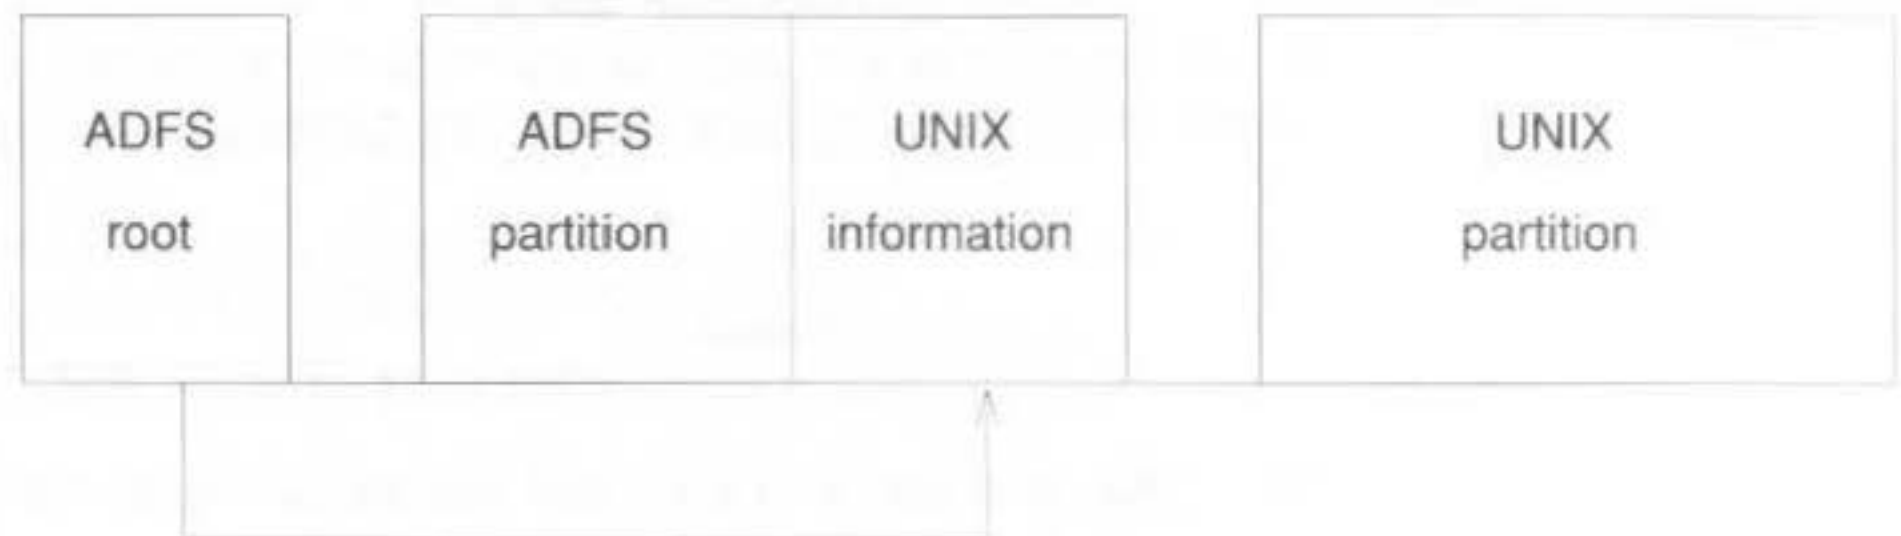 ADFS
root
ADFS
partition
UNIX
information
UNIX
partition